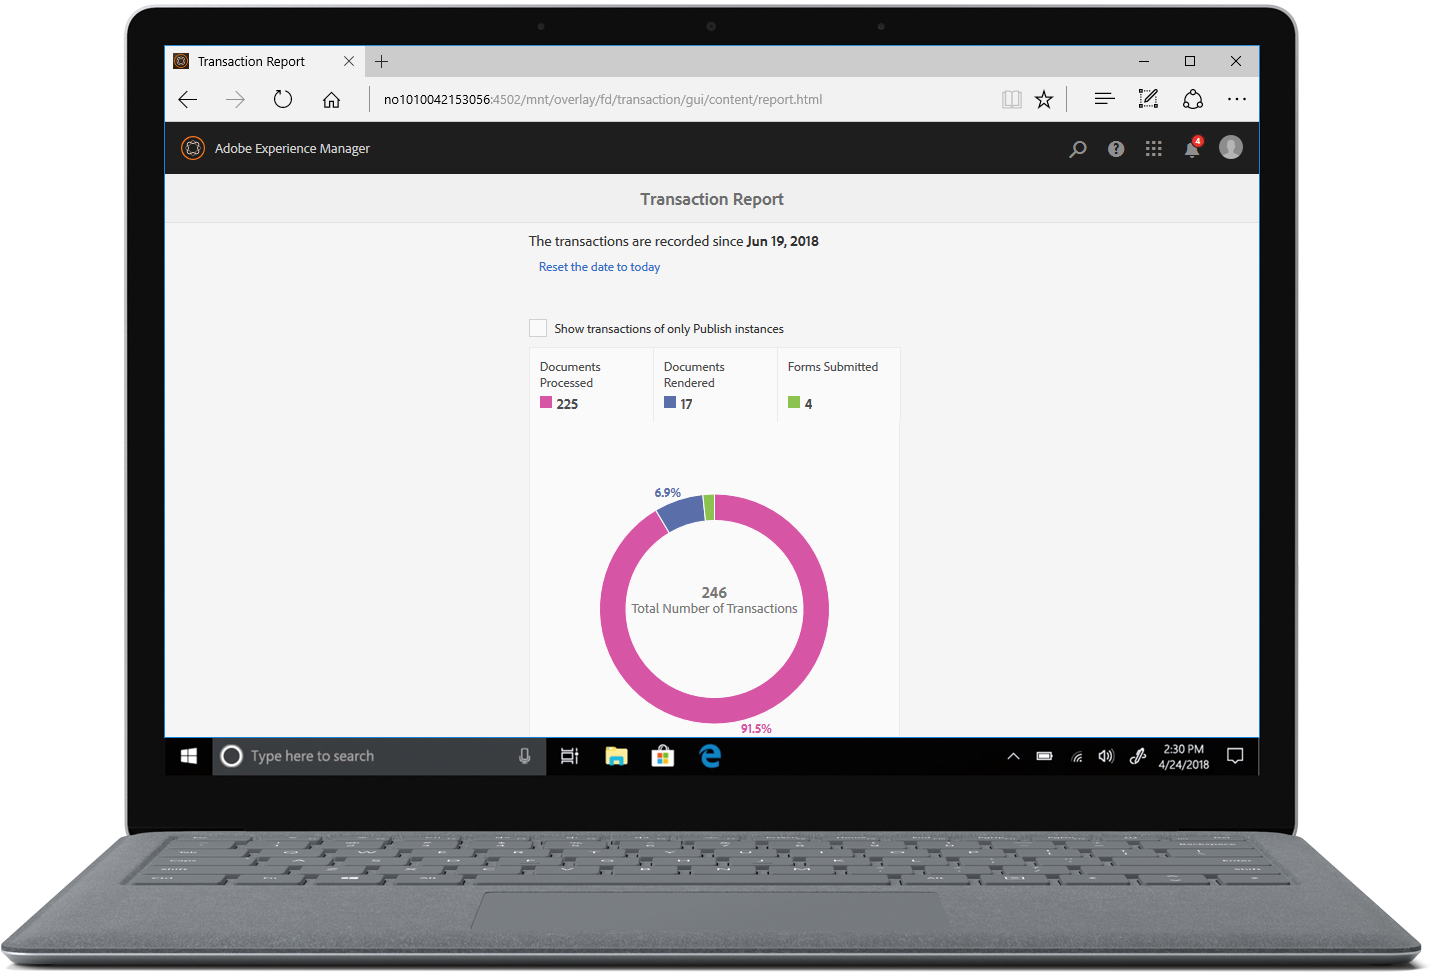 Transaction Report
no1010042153056:4502/mnt/overlay/fd/transaction/gui/content/report.html
Adobe Experience Manager
4
Transaction Report
The transactions are recorded since Jun 19, 2018
Reset the date to today
Show transactions of only Publish instances
Documents Processed
225
Documents Rendered
17
Forms Submitted
4
6.9%
246
Total Number of Transactions
91.5%
Type here to search
2:30 PM
4/24/2018